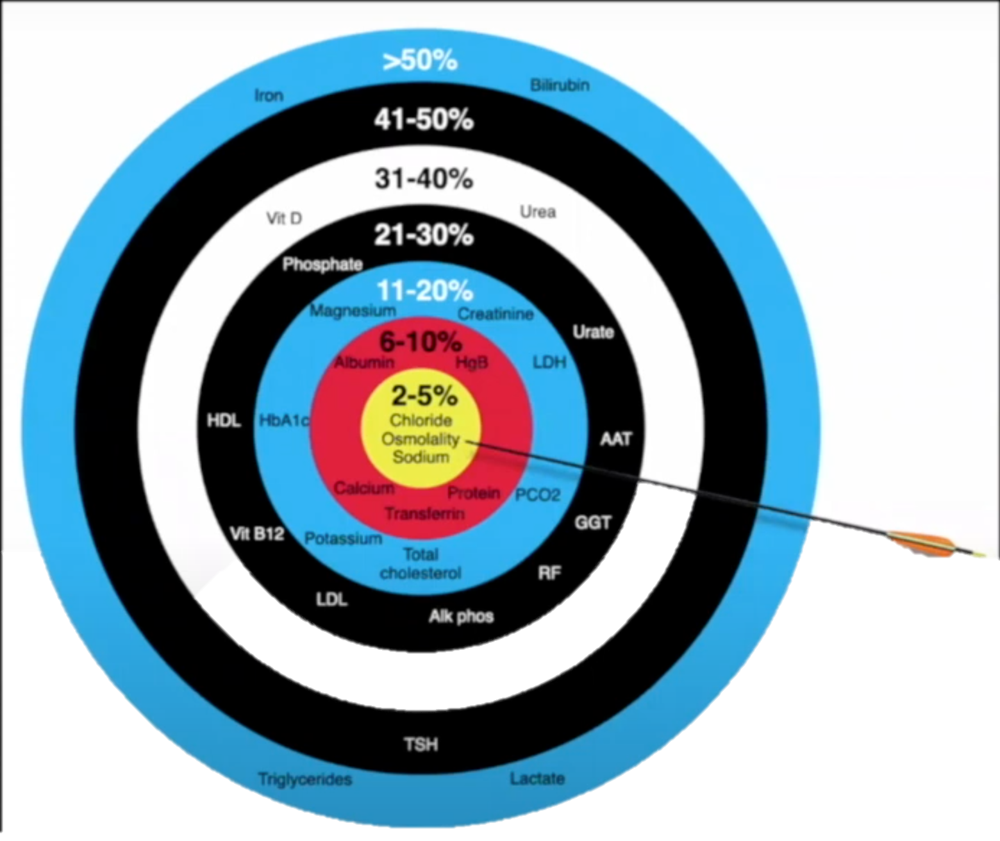 >50%
Iron
Bilirubin
41-50%
31-40%
Vit D
Urea
21-30%
Phosphate
11-20%
Magnesium
Creatinine
Urate
6-10%
Albumin
HgB
LDH
2-5%
Chloride
Osmolality
Sodium
HDL
HbA1c
AAT
Calcium
Protein
PCO2
Transferrin
GGT
Vit B12
Potassium
Total
cholesterol
RF
LDL
Alk phos
TSH
Triglycerides
Lactate